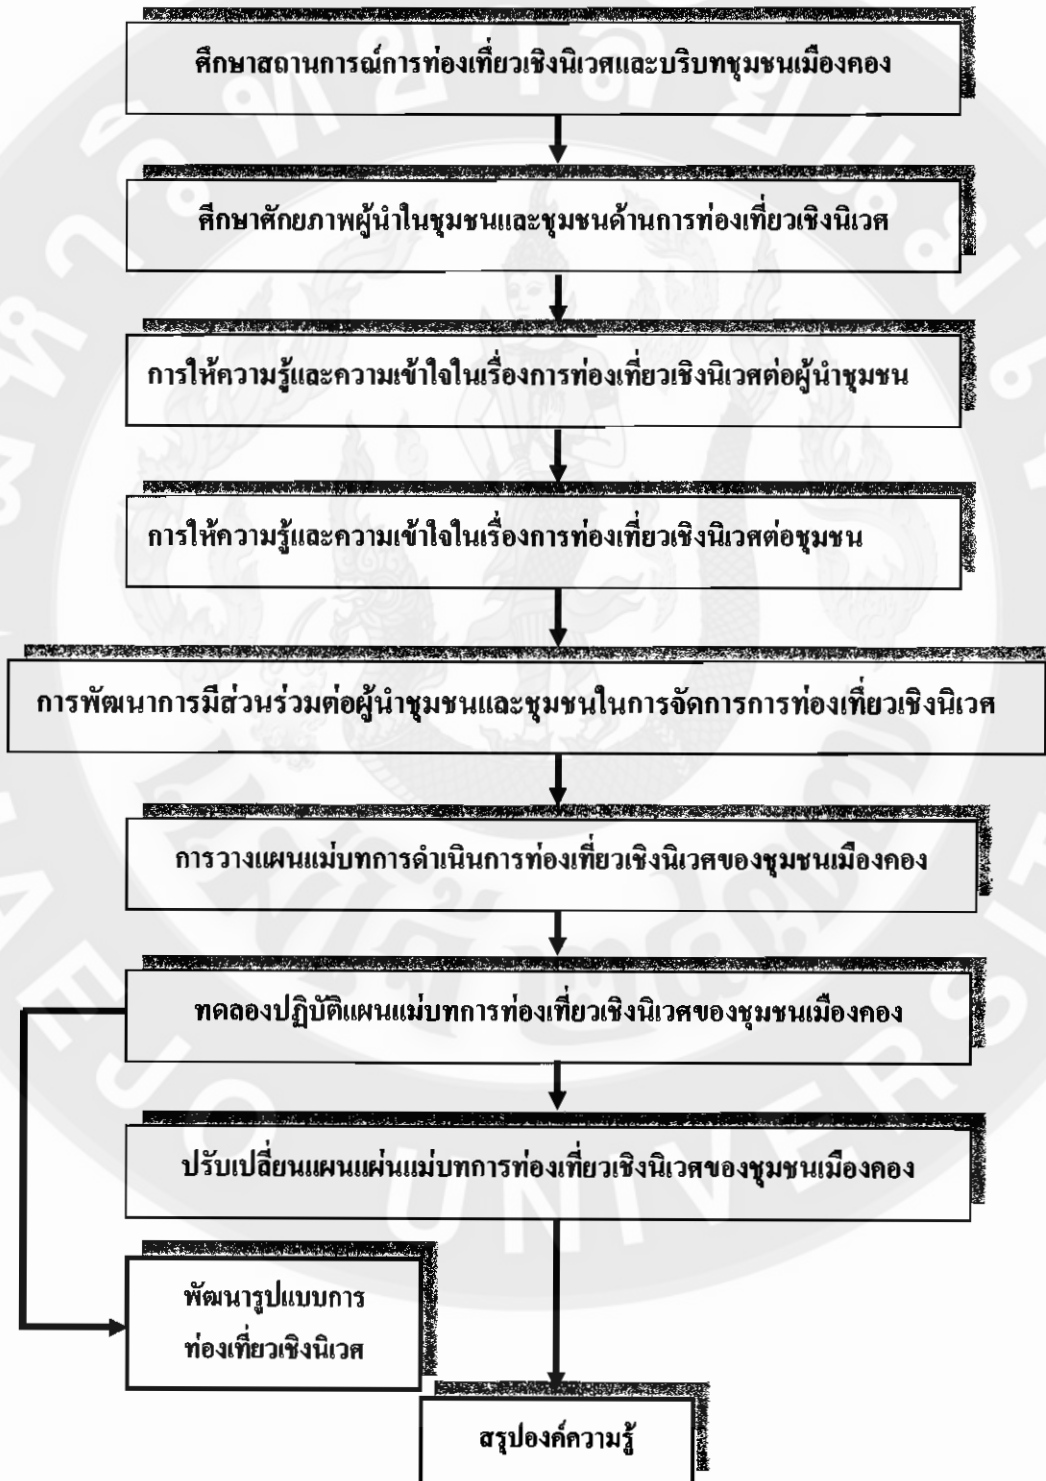 ศึกษาสถานการณ์การท่องเที่ยวเชิงนิเวศและบริบทชุมชนเมืองคอง
ศึกษาศักยภาพผู้นำในชุมชนและชุมชนด้านการท่องเที่ยวเชิงนิเวศ
การให้ความรู้และความเข้าใจในเรื่องการท่องเที่ยวเชิงนิเวศต่อผู้นำชุมชน
การให้ความรู้และความเข้าใจในเรื่องการท่องเที่ยวเชิงนิเวศต่อชุมชน
การพัฒนาการมีส่วนร่วมต่อผู้นำชุมชนและชุมชนในการจัดการการท่องเที่ยวเชิงนิเวศ
การวางแผนแม่บทการดำเนินการท่องเที่ยวเชิงนิเวศของชุมชนเมืองคอง
ทดลองปฏิบัติแผนแม่บทการท่องเที่ยวเชิงนิเวศของชุมชนเมืองคอง
ปรับเปลี่ยนแผนแผ่นแม่บทการท่องเที่ยวเชิงนิเวศของชุมชนเมืองคอง
พัฒนารูปแบบการ
ท่องเที่ยวเชิงนิเวศ
สรุปองค์ความรู้